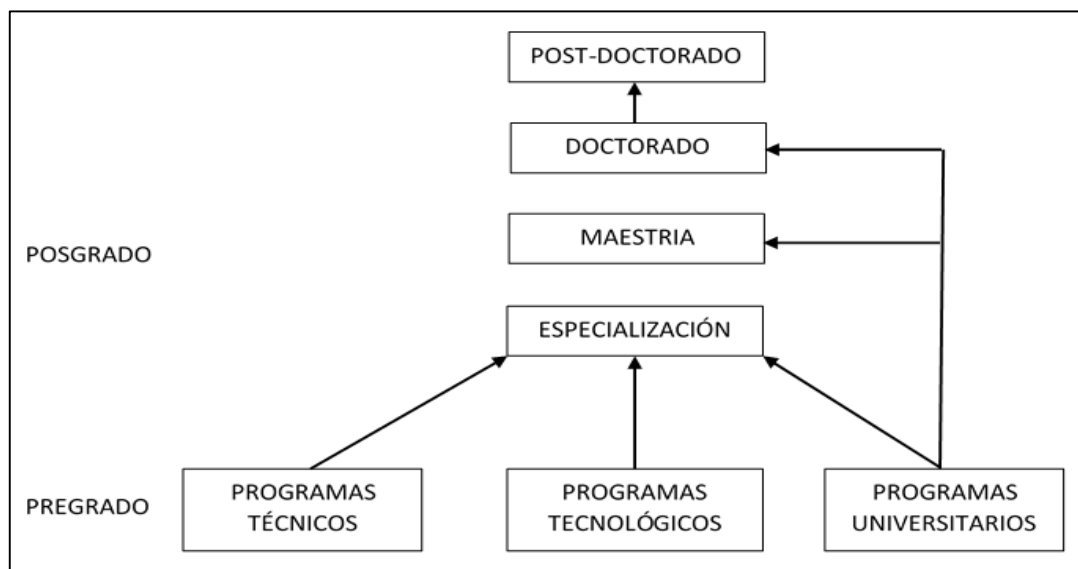 POST-DOCTORADO
DOCTORADO
MAESTRIA
POSGRADO
ESPECIALIZACIÓN
PROGRAMAS
TÉCNICOS
PROGRAMAS
TECNOLÓGICOS
PROGRAMAS
UNIVERSITARIOS
PREGRADO